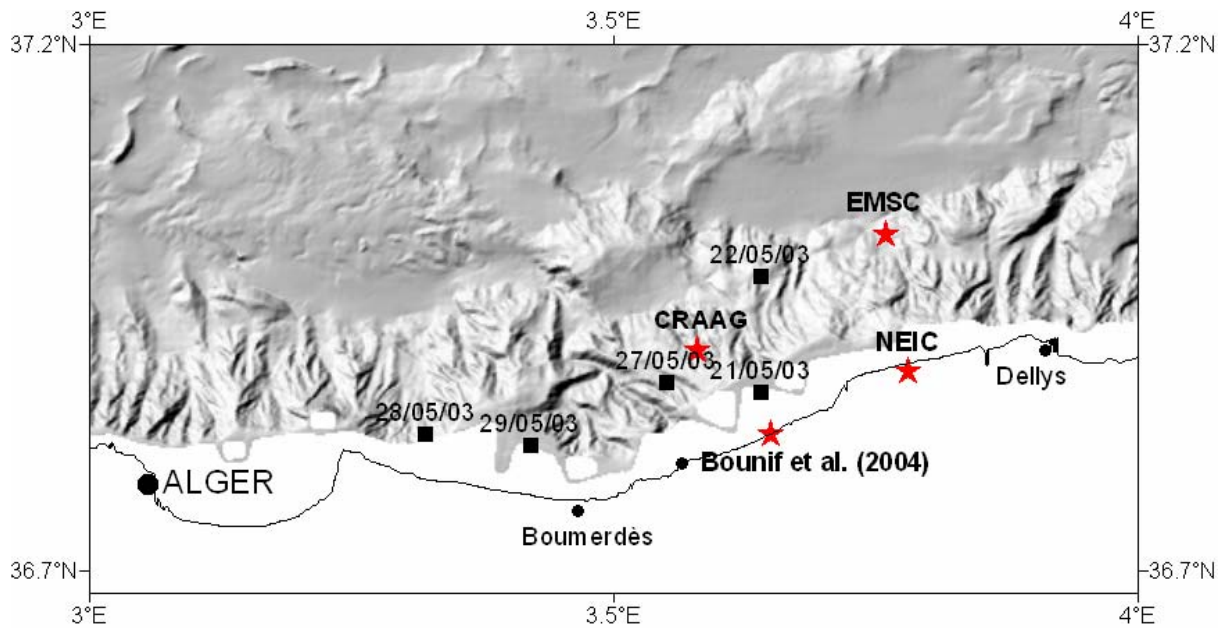 3°E 3.5°E 4°E
37.2°N 37.2°N
EMSC
22/05/03
CRAAG
NEIC
27/05/03 21/05/03
Dellys
28/05/03 29/05/03
Bounif et al. (2004)
ALGER
Boumerdès
36.7°N 36.7°N
3°E 3.5°E 4°E